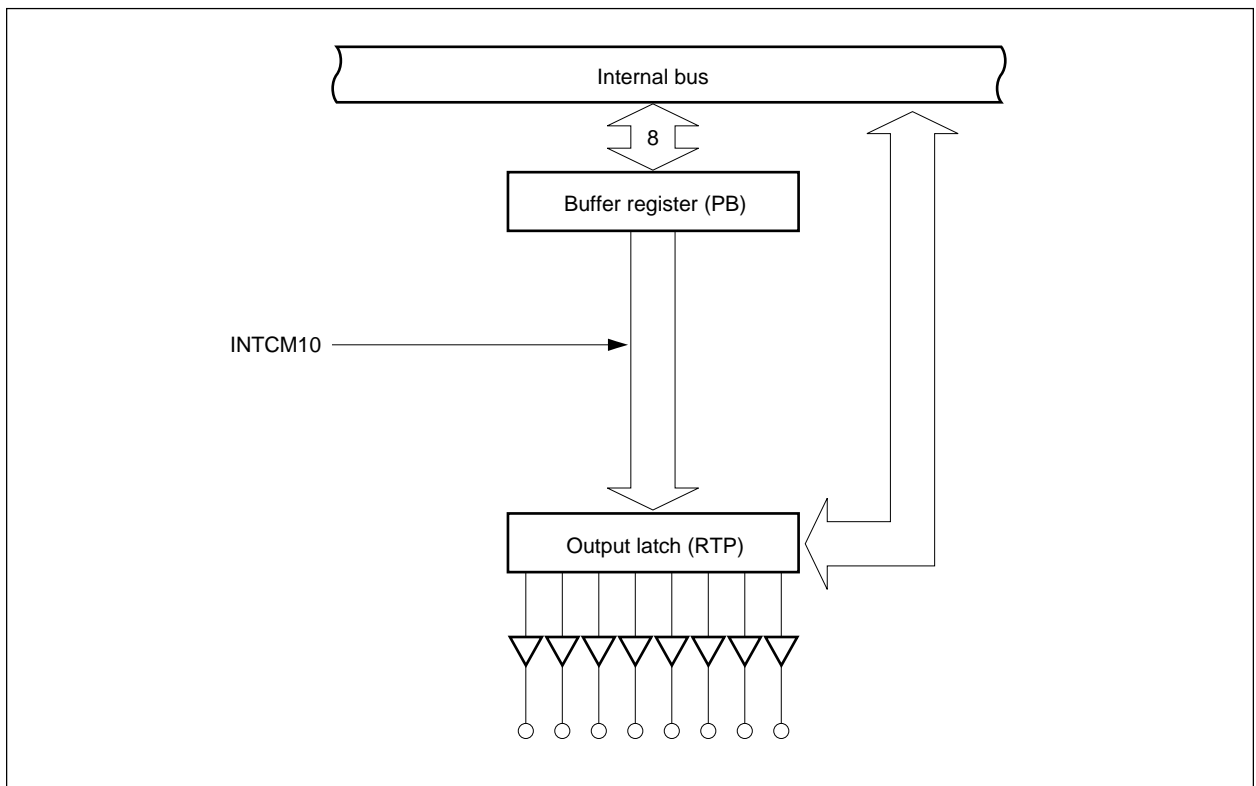 Internal bus
8
Buffer register (PB)
INTCM10
Output latch (RTP)